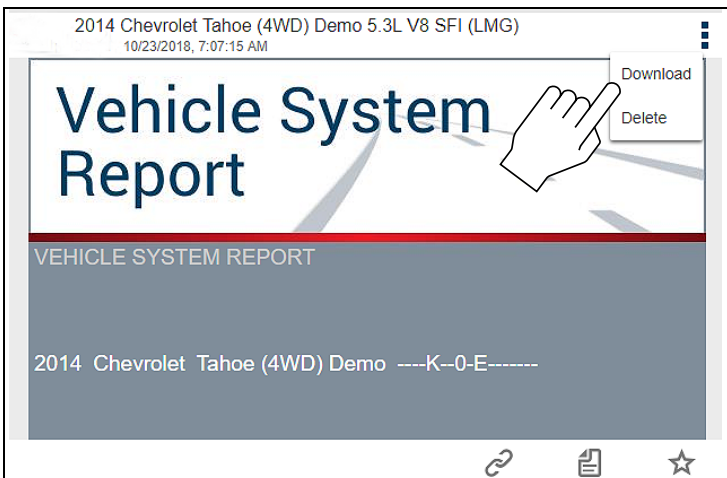 2014 Chevrolet Tahoe (4WD) Demo 5.3L V8 SFI (LMG)
10/23/2018, 7:07:15 AM
Download
Delete
Vehicle System
Report
VEHICLE SYSTEM REPORT
2014 Chevrolet Tahoe (4WD) Demo ----K--0-E-------